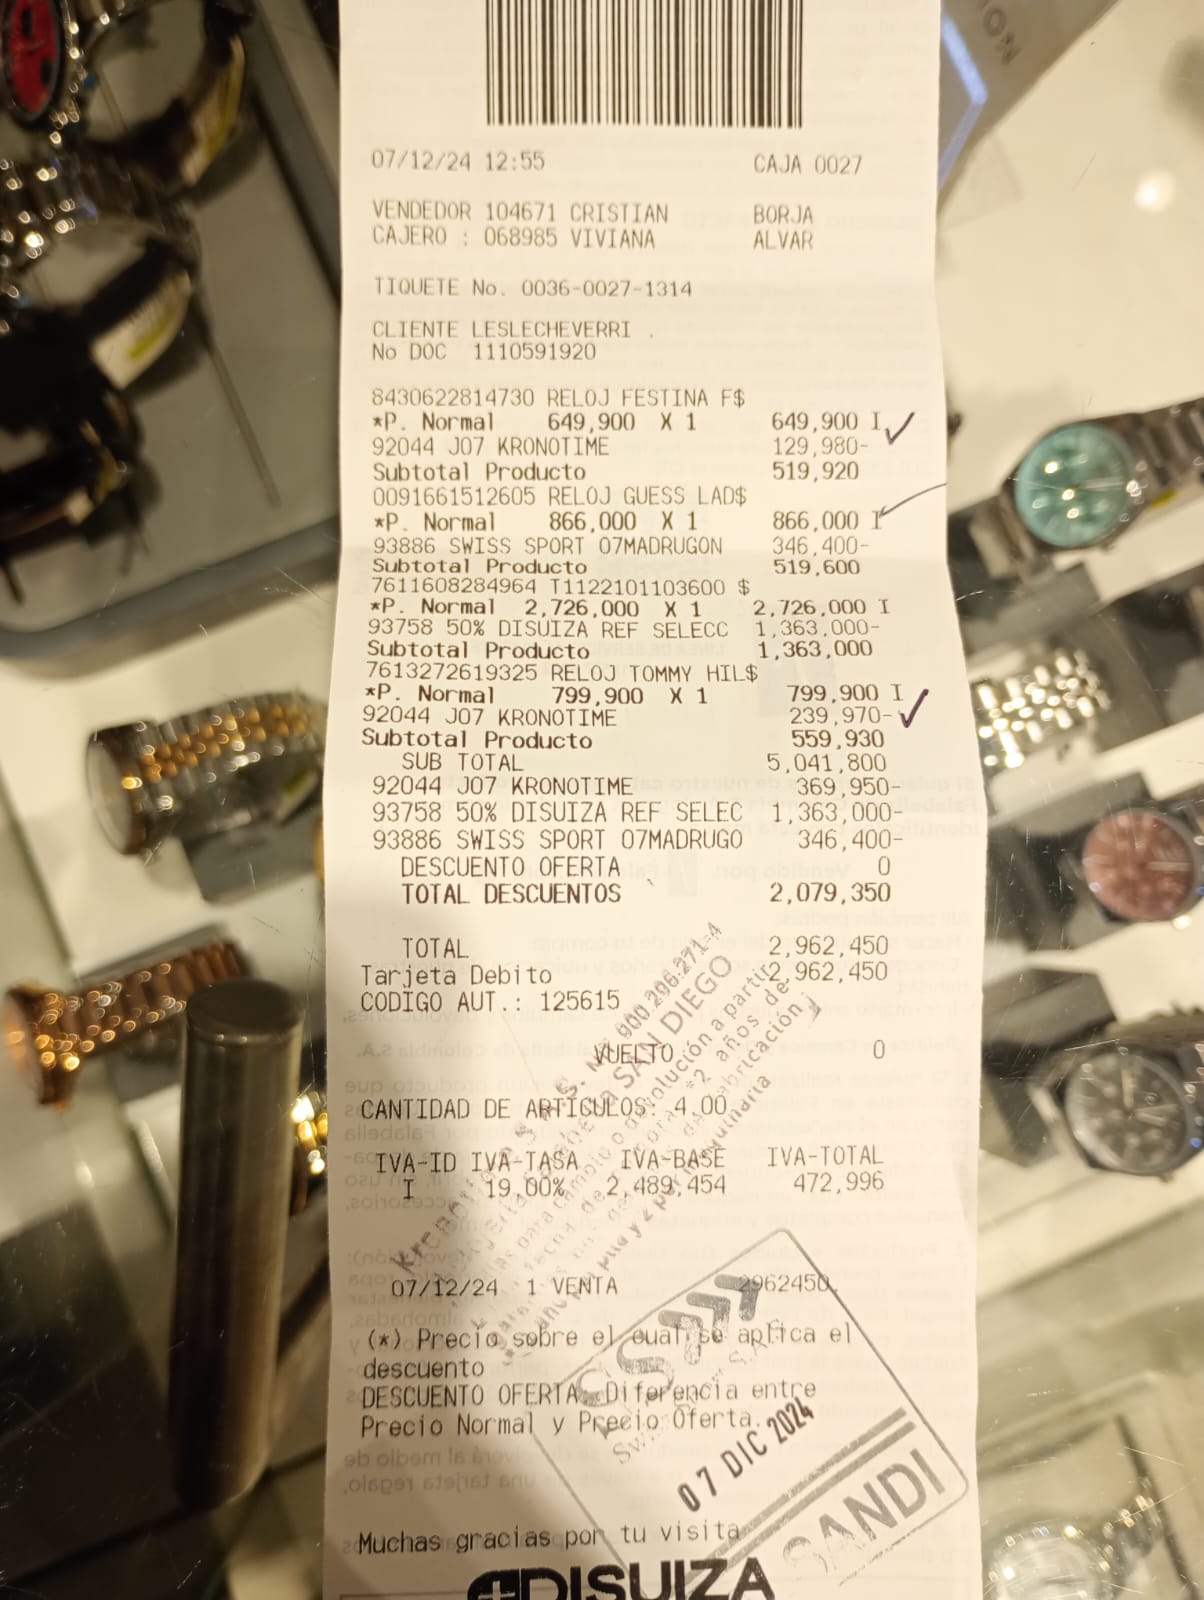 07/12/24 12:55 CAJA 0027
VENDEDOR 104671 CRISTIAN BORJA
CAJERO : 068985 VIVIANA ALVAR
TIQUETE No. 0036-0027-1314
CLIENTE LESLECHEVERRI .
No DOC 1110591920
8430622814730 RELOJ FESTINA F$
*P. Normal 649,900 X 1 649,900 I
92044 J07 KRONOTIME 129,980-
Subtotal Producto 519,920
0091661512605 RELOJ GUESS LAD$
*P. Normal 866,000 X 1 866,000 I
93886 SWISS SPORT 07MADRUGON 346,400-
Subtotal Producto 519,600
7611608284964 T1122101103600 $
*P. Normal 2,726,000 X 1 2,726,000 I
93758 50% DISUIZA REF SELECC 1,363,000-
Subtotal Producto 1,363,000
7613272619325 RELOJ TOMMY HIL$
*P. Normal 799,900 X 1 799,900 I
92044 J07 KRONOTIME 239,970-
Subtotal Producto 559,930
SUB TOTAL 5,041,800
92044 J07 KRONOTIME 369,950-
93758 50% DISUIZA REF SELEC 1,363,000-
93886 SWISS SPORT 07MADRUGO 346,400-
DESCUENTO OFERTA 0
TOTAL DESCUENTOS 2,079,350
TOTAL 2,962,450
Tarjeta Debito 2,962,450
CODIGO AUT.: 125615
VUELTO 0
CANTIDAD DE ARTICULOS: 4.00
IVA-ID IVA-TASA IVA-BASE IVA-TOTAL
I 19.00% 2,489,454 472,996
900.296.271-4
SAN DIEGO
07/12/24 1 VENTA 2962450
(*) Precio sobre el cual se aplica el
descuento
DESCUENTO OFERTA: Diferencia entre
Precio Normal y Precio Oferta.
07 DIC 2024
SANDI
Muchas gracias por tu visita
DISUIZA